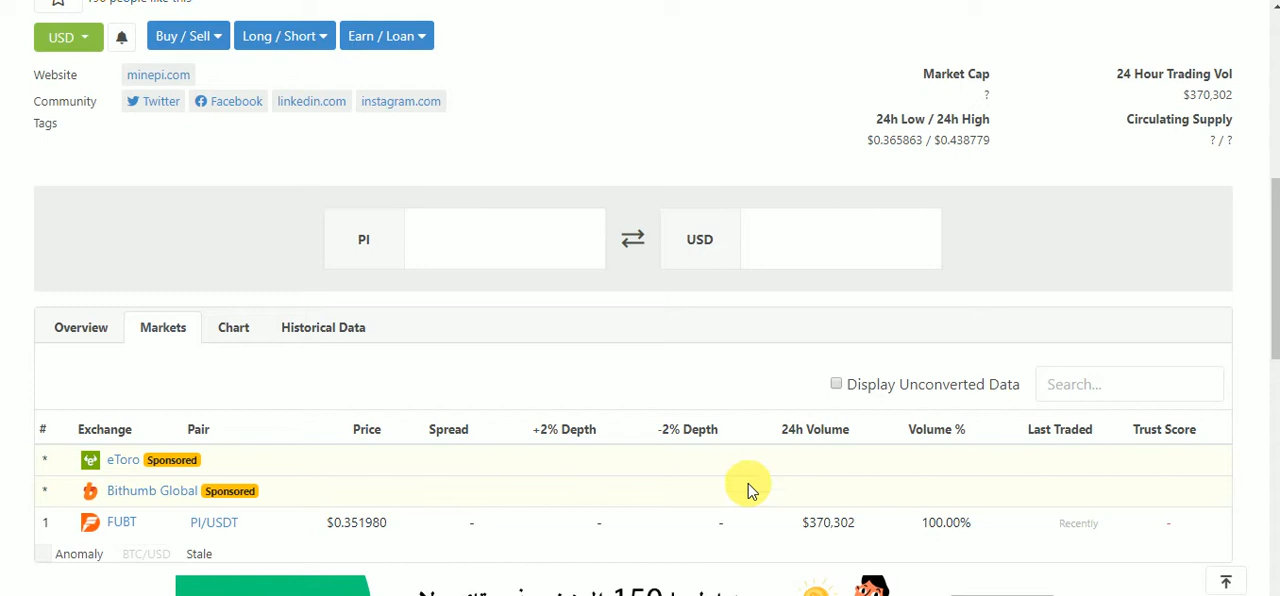 USD
Buy / Sell
Long / Short
Earn / Loan
Website
minepi.com
Market Cap
24 Hour Trading Vol
?
$370,302
Community
Twitter
Facebook
linkedin.com
instagram.com
24h Low / 24h High
Circulating Supply
Tags
$0.365863 / $0.438779
? / ?
PI
USD
Overview
Markets
Chart
Historical Data
Display Unconverted Data
Search...
# Exchange Pair Price Spread +2% Depth -2% Depth 24h Volume Volume % Last Traded Trust Score
* eToro Sponsored
* Bithumb Global Sponsored
1 FUBT PI/USDT $0.351980 - - - $370,302 100.00% Recently -
Anomaly BTC/USD Stale
150